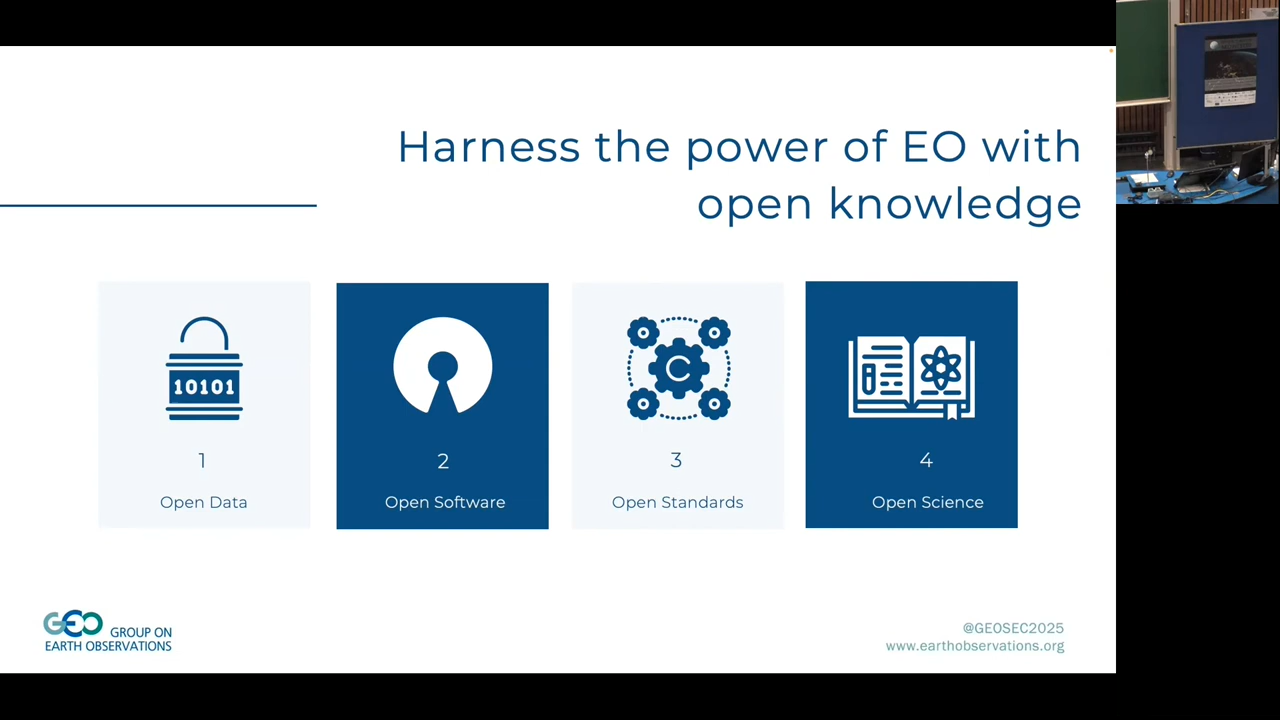 Harness the power of EO with
open knowledge
10101
1
Open Data
2
Open Software
3
Open Standards
4
Open Science
GEO GROUP ON
EARTH OBSERVATIONS
@GEOSEC2025
www.earthobservations.org